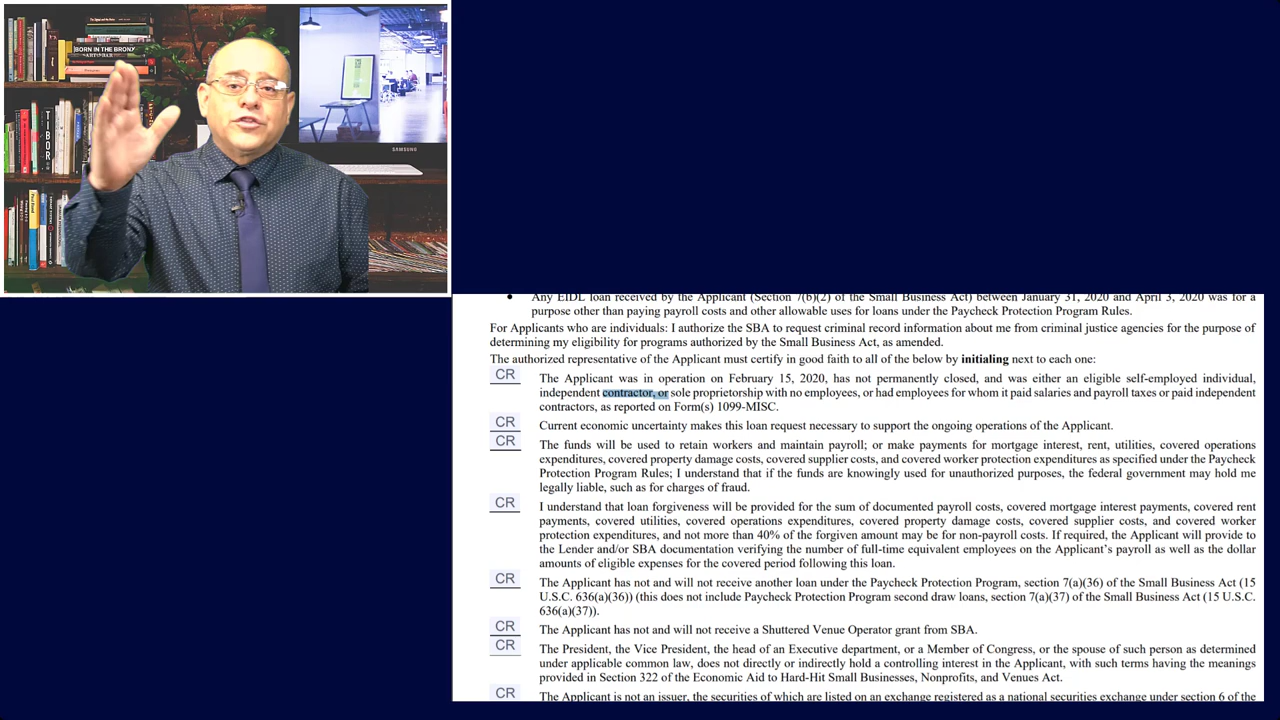 BORN IN THE BRONX
TIBOR
SAMSUNG
• Any EIDL loan received by the Applicant (Section 7(b)(2) of the Small Business Act) between January 31, 2020 and April 3, 2020 was for a
purpose other than paying payroll costs and other allowable uses for loans under the Paycheck Protection Program Rules.
For Applicants who are individuals: I authorize the SBA to request criminal record information about me from criminal justice agencies for the purpose of
determining my eligibility for programs authorized by the Small Business Act, as amended.
The authorized representative of the Applicant must certify in good faith to all of the below by initialing next to each one:
CR The Applicant was in operation on February 15, 2020, has not permanently closed, and was either an eligible self-employed individual,
independent contractor, or sole proprietorship with no employees, or had employees for whom it paid salaries and payroll taxes or paid independent
contractors, as reported on Form(s) 1099-MISC.
CR Current economic uncertainty makes this loan request necessary to support the ongoing operations of the Applicant.
CR The funds will be used to retain workers and maintain payroll; or make payments for mortgage interest, rent, utilities, covered operations
expenditures, covered property damage costs, covered supplier costs, and covered worker protection expenditures as specified under the Paycheck
Protection Program Rules; I understand that if the funds are knowingly used for unauthorized purposes, the federal government may hold me
legally liable, such as for charges of fraud.
CR I understand that loan forgiveness will be provided for the sum of documented payroll costs, covered mortgage interest payments, covered rent
payments, covered utilities, covered operations expenditures, covered property damage costs, covered supplier costs, and covered worker
protection expenditures, and not more than 40% of the forgiven amount may be for non-payroll costs. If required, the Applicant will provide to
the Lender and/or SBA documentation verifying the number of full-time equivalent employees on the Applicant's payroll as well as the dollar
amounts of eligible expenses for the covered period following this loan.
CR The Applicant has not and will not receive another loan under the Paycheck Protection Program, section 7(a)(36) of the Small Business Act (15
U.S.C. 636(a)(36)) (this does not include Paycheck Protection Program second draw loans, section 7(a)(37) of the Small Business Act (15 U.S.C.
636(a)(37)).
CR The Applicant has not and will not receive a Shuttered Venue Operator grant from SBA.
CR The President, the Vice President, the head of an Executive department, or a Member of Congress, or the spouse of such person as determined
under applicable common law, does not directly or indirectly hold a controlling interest in the Applicant, with such terms having the meanings
provided in Section 322 of the Economic Aid to Hard-Hit Small Businesses, Nonprofits, and Venues Act.
CR The Applicant is not an issuer, the securities of which are listed on an exchange registered as a national securities exchange under section 6 of the